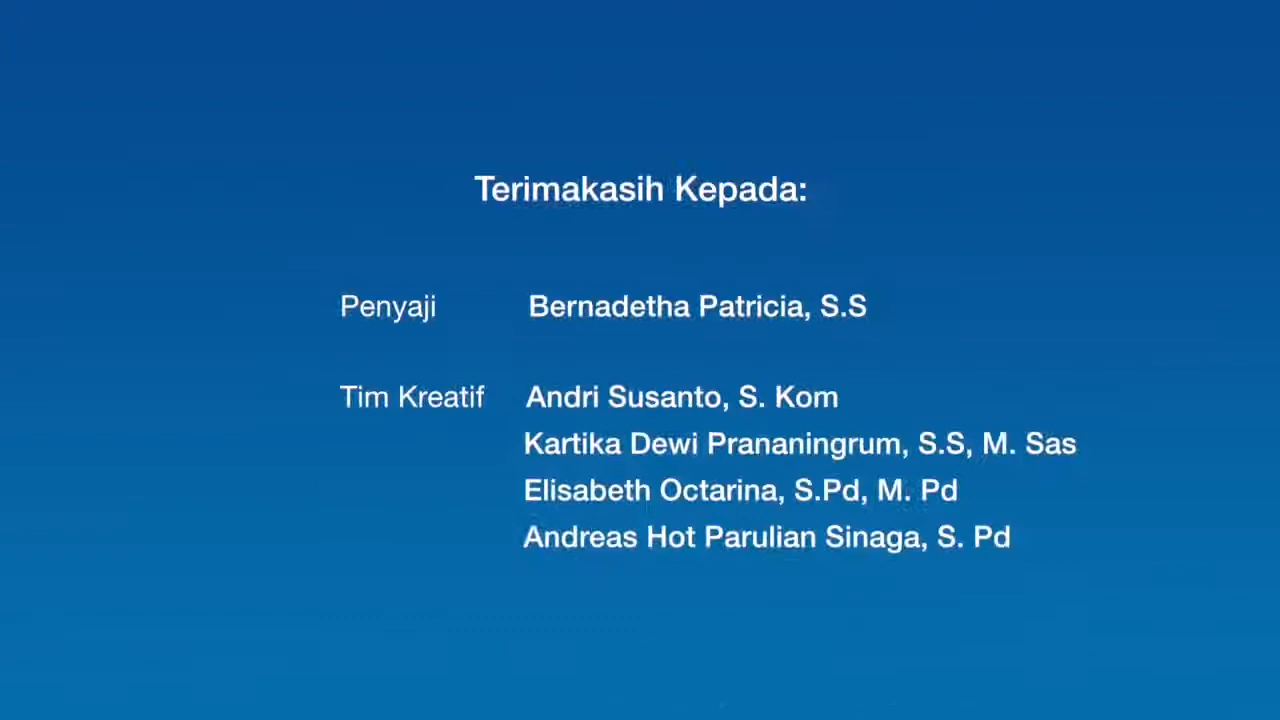 Terimakasih Kepada:
Penyaji Bernadetha Patricia, S.S
Tim Kreatif Andri Susanto, S. Kom
Kartika Dewi Prananingrum, S.S, M. Sas
Elisabeth Octarina, S.Pd, M. Pd
Andreas Hot Parulian Sinaga, S. Pd